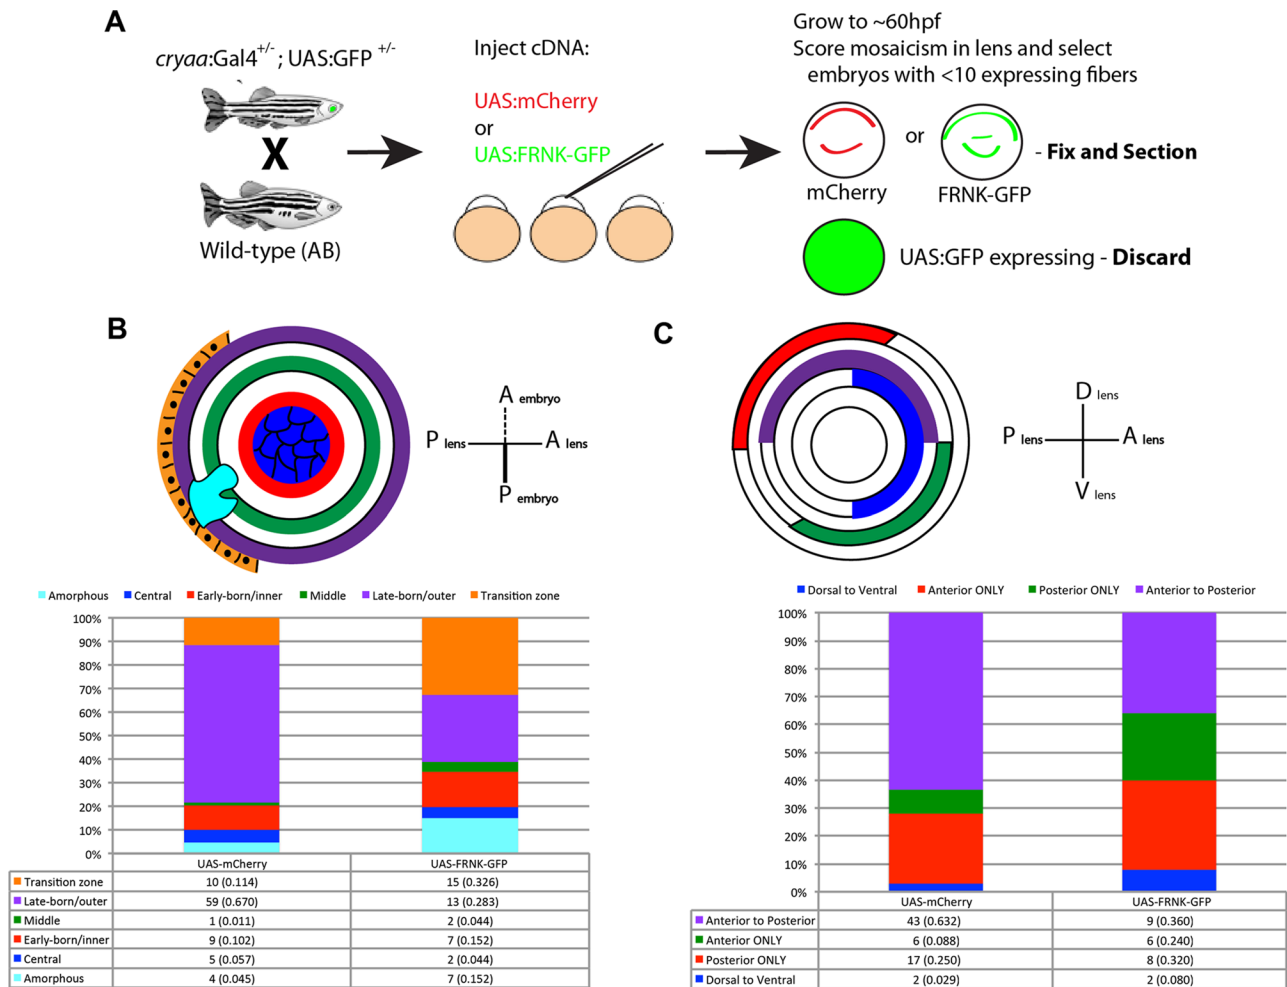 A
cryaa:Gal4+/- ; UAS:GFP +/-
X
Wild-type (AB)
Inject cDNA:
UAS:mCherry
or
UAS:FRNK-GFP
Grow to ~60hpf
Score mosaicism in lens and select
embryos with <10 expressing fibers
or
- Fix and Section
mCherry
FRNK-GFP
UAS:GFP expressing - Discard
B
A embryo
P lens
A lens
P embryo
Amorphous Central Early-born/inner Middle Late-born/outer Transition zone
100%
90%
80%
70%
60%
50%
40%
30%
20%
10%
0%
UAS-mCherry UAS-FRNK-GFP
Transition zone 10 (0.114) 15 (0.326)
Late-born/outer 59 (0.670) 13 (0.283)
Middle 1 (0.011) 2 (0.044)
Early-born/inner 9 (0.102) 7 (0.152)
Central 5 (0.057) 2 (0.044)
Amorphous 4 (0.045) 7 (0.152)
C
D lens
P lens
A lens
V lens
Dorsal to Ventral Anterior ONLY Posterior ONLY Anterior to Posterior
100%
90%
80%
70%
60%
50%
40%
30%
20%
10%
0%
UAS-mCherry UAS-FRNK-GFP
Anterior to Posterior 43 (0.632) 9 (0.360)
Anterior ONLY 6 (0.088) 6 (0.240)
Posterior ONLY 17 (0.250) 8 (0.320)
Dorsal to Ventral 2 (0.029) 2 (0.080)